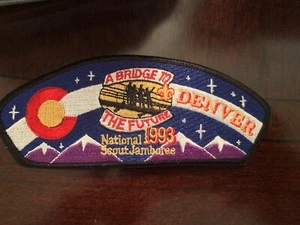 A BRIDGE TO
THE FUTURE
DENVER
National 1993
Scout Jamboree